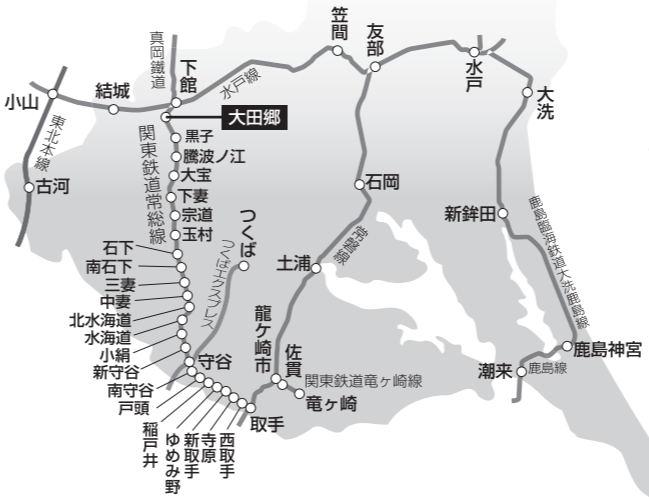 笠間
友部
水戸
大洗
真岡鐵道
下館
水戸線
結城
小山
東北本線
古河
大田郷
関東鉄道常総線
黒子
騰波ノ江
大宝
下妻
宗道
玉村
石下
南石下
三妻
中妻
北水海道
水海道
小絹
新守谷
守谷
南守谷
戸頭
稲戸井
ゆめみ野
新取手
寺原
西取手
取手
つくば
つくばエクスプレス
石岡
常磐線
土浦
龍ケ崎市
佐貫
関東鉄道竜ヶ崎線
竜ヶ崎
新鉾田
鹿島臨海鉄道大洗鹿島線
鹿島神宮
鹿島線
潮来